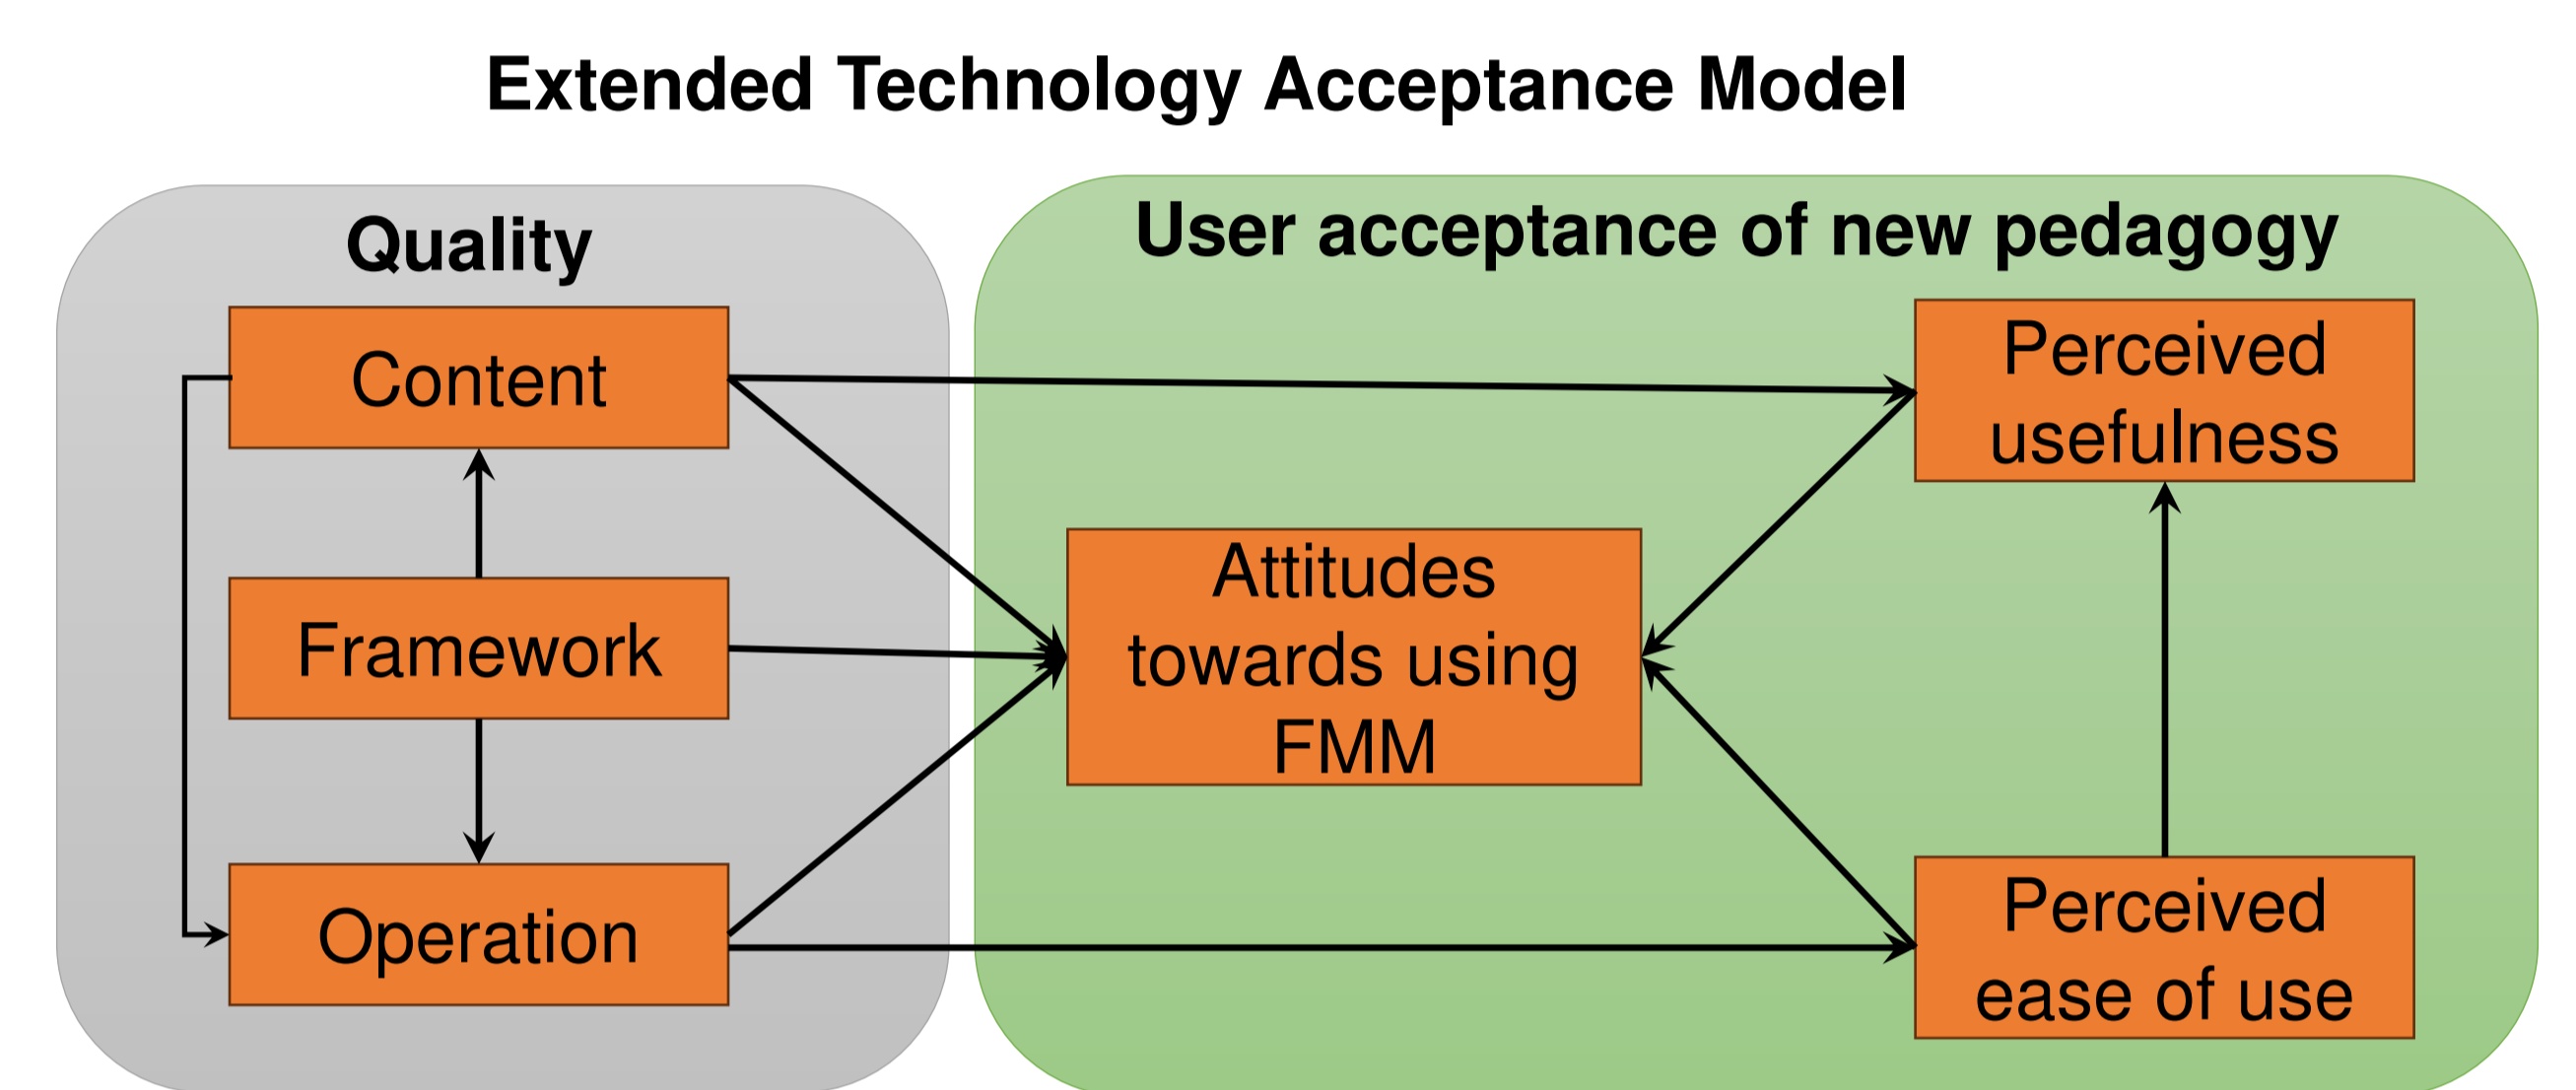 Extended Technology Acceptance Model
Quality
User acceptance of new pedagogy
Content
Framework
Operation
Attitudes
towards using
FMM
Perceived
usefulness
Perceived
ease of use